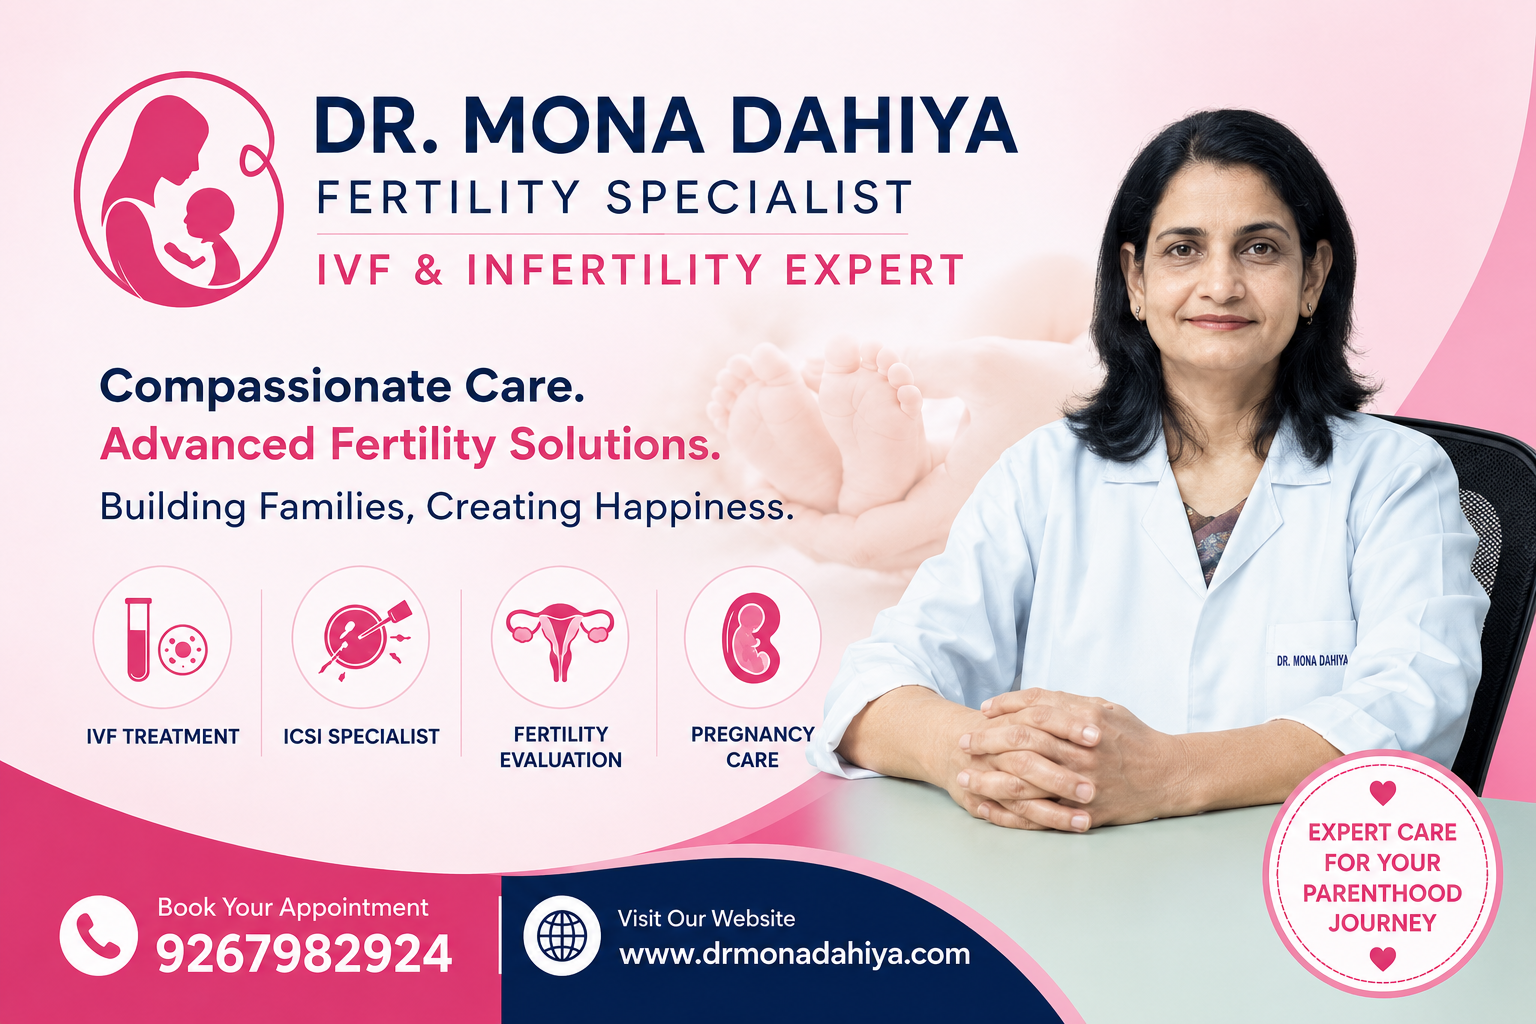 DR. MONA DAHIYA
FERTILITY SPECIALIST
IVF & INFERTILITY EXPERT
Compassionate Care.
Advanced Fertility Solutions.
Building Families, Creating Happiness.
IVF TREATMENT
ICSI SPECIALIST
FERTILITY
EVALUATION
PREGNANCY
CARE
DR. MONA DAHIYA
EXPERT CARE
FOR YOUR
PARENTHOOD
JOURNEY
Book Your Appointment
9267982924
Visit Our Website
www.drmonadahiya.com